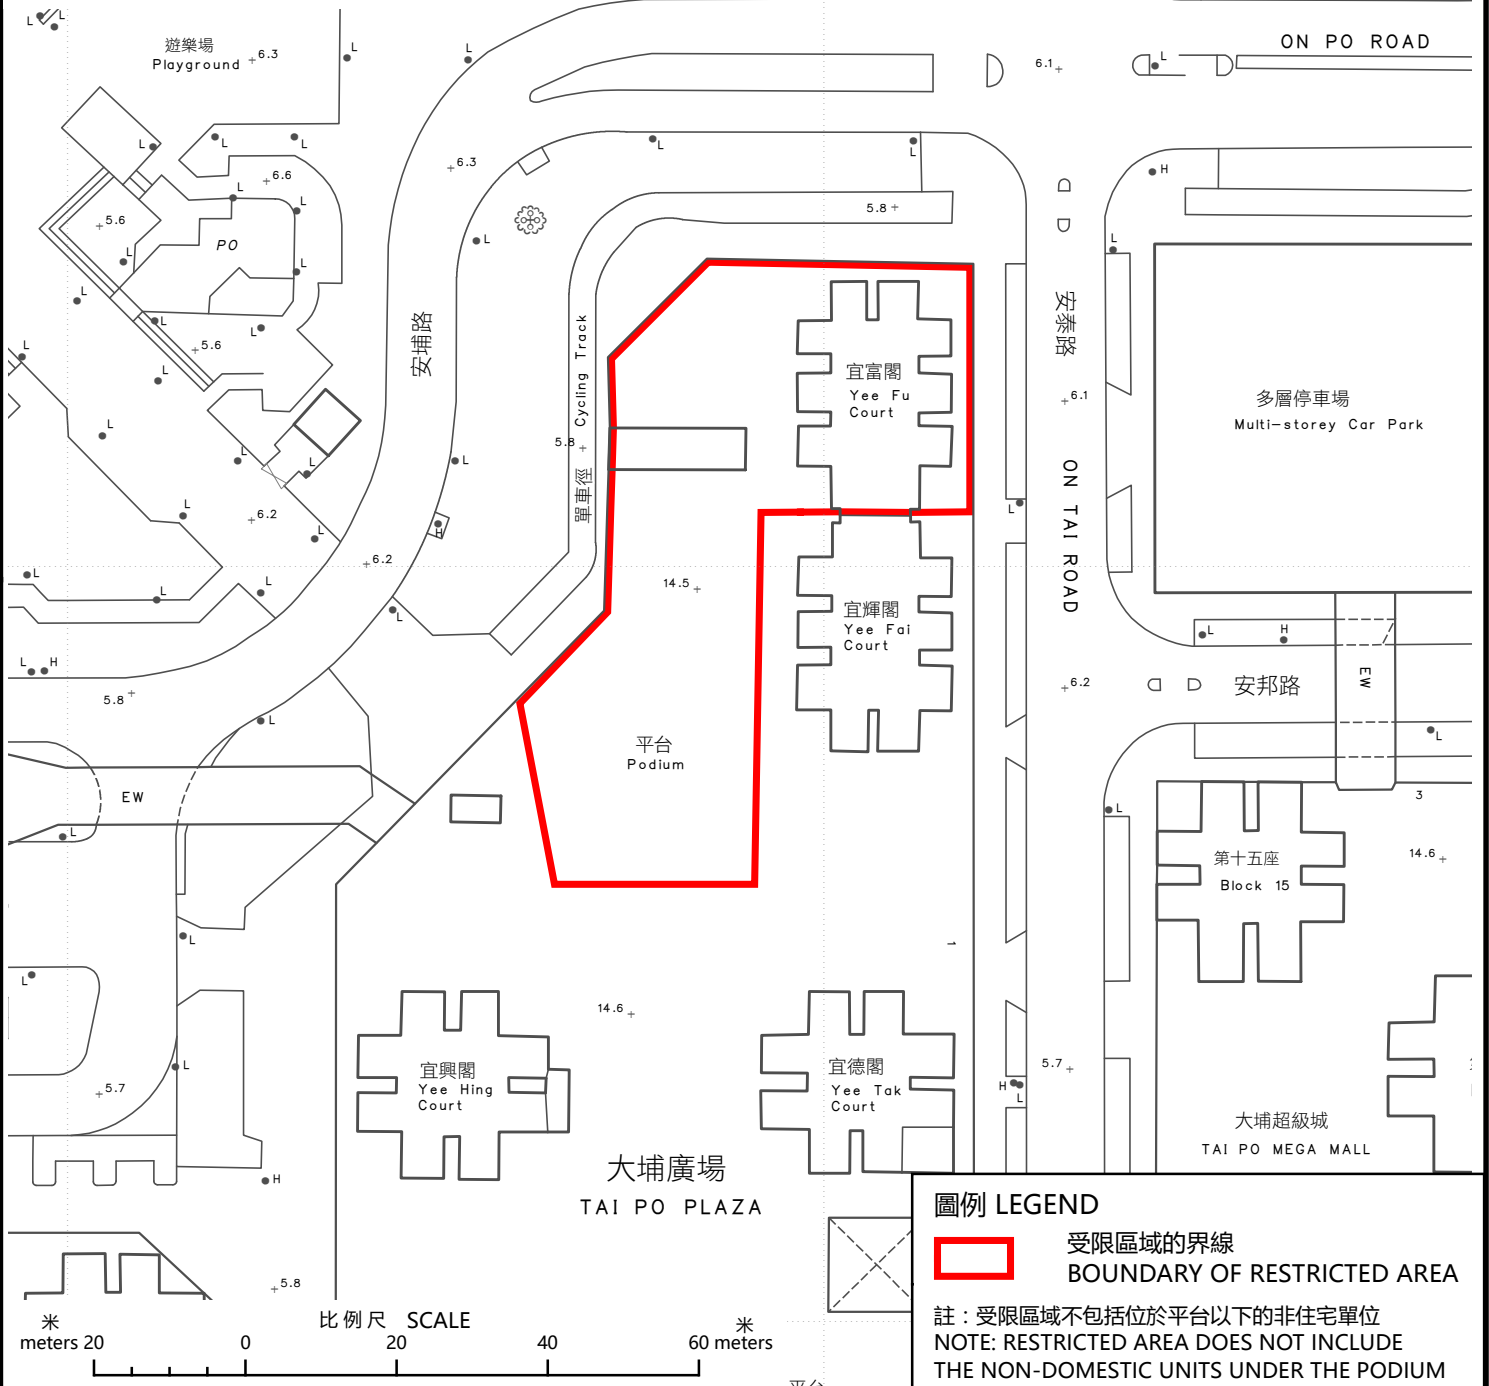 遊樂場
Playground
6.3
L
L
L
L
6.1
L
ON PO ROAD
L
L
L
6.3
L
L
H
6.6
L
L
5.6
PO
5.8
L
L
L
L
L
安埔路
Cycling Track
單車徑
5.8
L
L
5.6
L
L
宜富閣
Yee Fu
Court
安泰路
ON TAI ROAD
6.1
多層停車場
Multi-storey Car Park
L
L
L
L
L
6.2
L
H
L
6.2
L
L
L
L
L
14.5
宜輝閣
Yee Fai
Court
L
H
L
H
5.8
6.2
安邦路
EW
L
L
平台
Podium
EW
L
L
3
第十五座
Block 15
14.6
1
L
L
14.6
宜興閣
Yee Hing
Court
宜德閣
Yee Tak
Court
5.7
L
5.7
H
L
大埔超級城
TAI PO MEGA MALL
H
大埔廣場
TAI PO PLAZA
5.8
圖例 LEGEND
受限區域的界線
BOUNDARY OF RESTRICTED AREA
註：受限區域不包括位於平台以下的非住宅單位
NOTE: RESTRICTED AREA DOES NOT INCLUDE
THE NON-DOMESTIC UNITS UNDER THE PODIUM
比例尺 SCALE
米
meters 20 0 20 40 60 meters
米